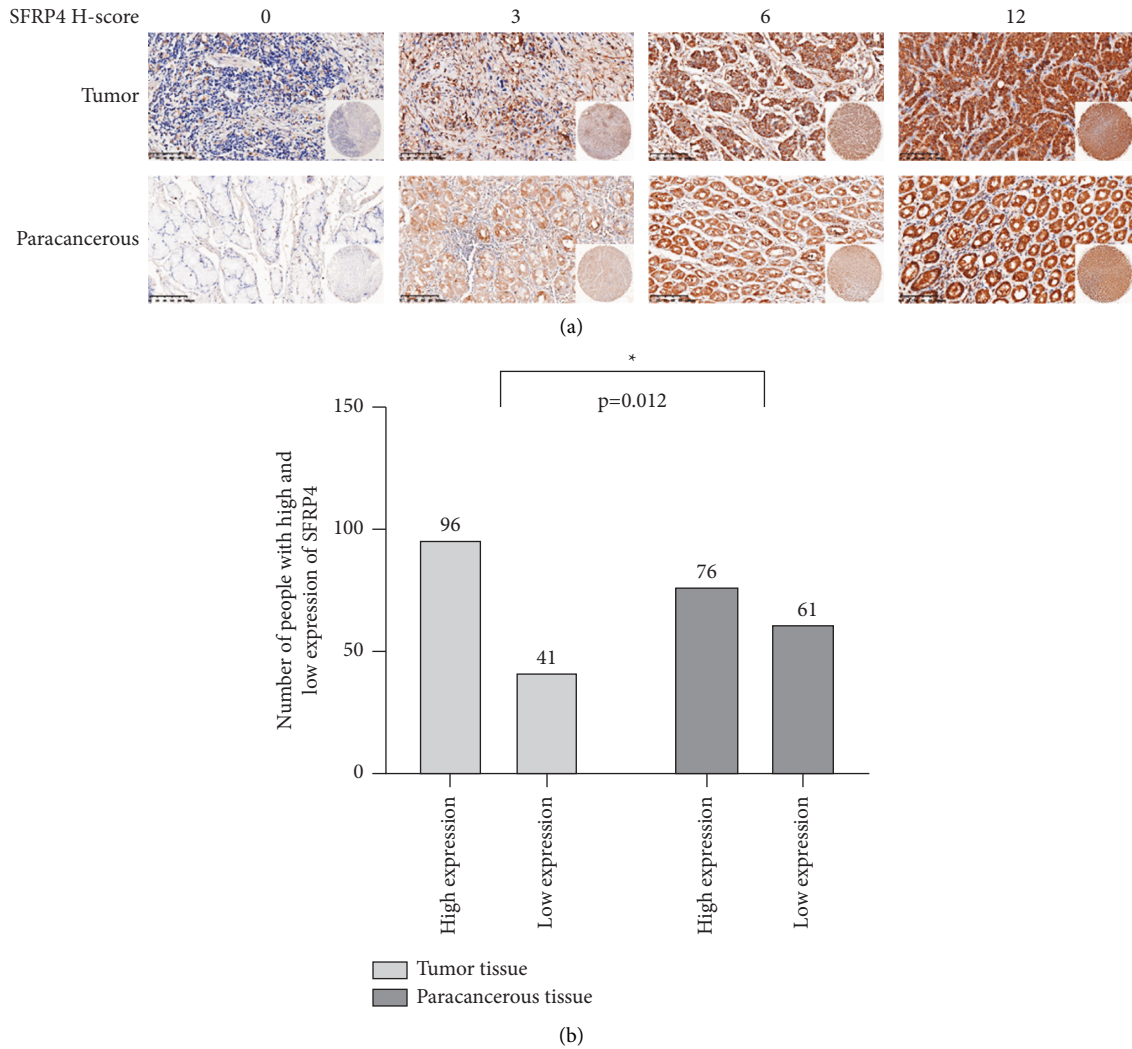 SFRP4 H-score 0 3 6 12
Tumor
Paracancerous
(a)
*
p=0.012
150
100
50
0
Number of people with high and
low expression of SFRP4
96
41
76
61
High expression
Low expression
High expression
Low expression
Tumor tissue
Paracancerous tissue
(b)